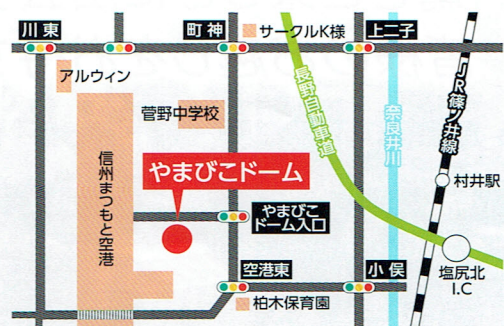 川東
町神
サークルK様
上二子
アルウィン
菅野中学校
長野自動車道
奈良井川
JR篠ノ井線
信州まつもと空港
やまびこドーム
村井駅
やまびこ
ドーム入口
空港東
小俣
塩尻北
I.C
柏木保育園